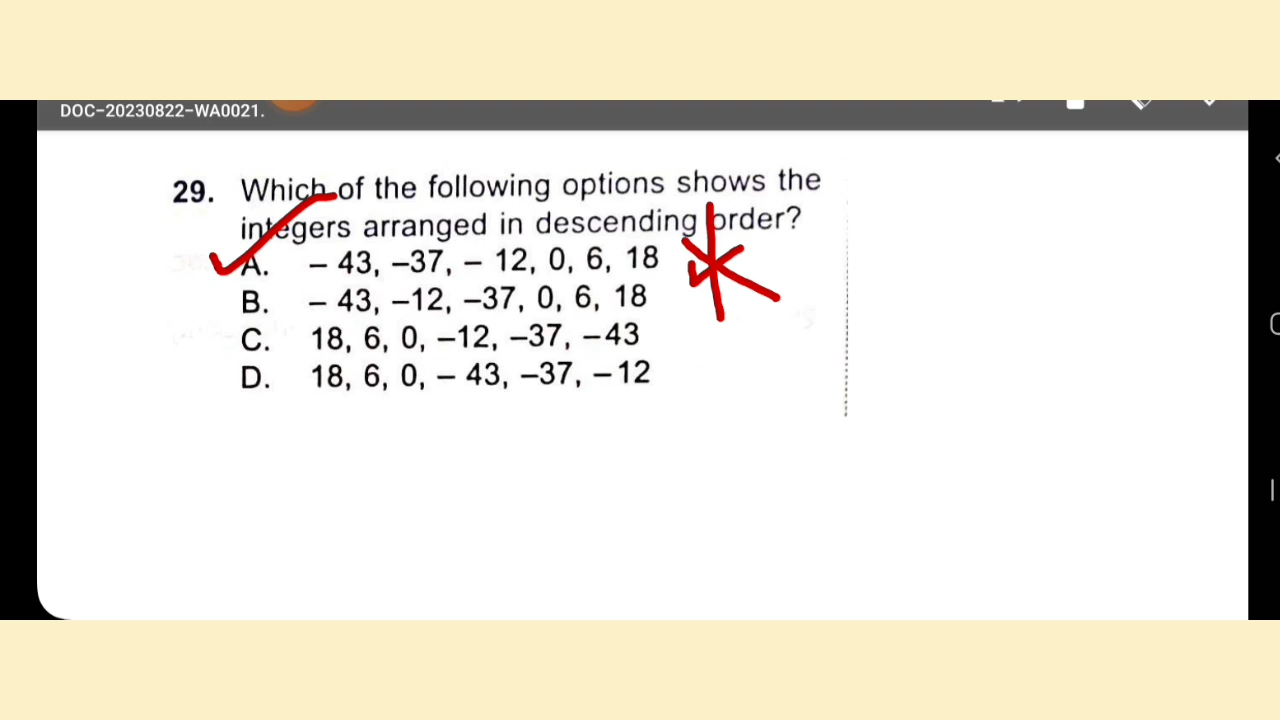 DOC-20230822-WA0021.
29. Which of the following options shows the
integers arranged in descending order?
A. – 43, –37, – 12, 0, 6, 18
B. – 43, –12, –37, 0, 6, 18
C. 18, 6, 0, –12, –37, –43
D. 18, 6, 0, – 43, –37, –12